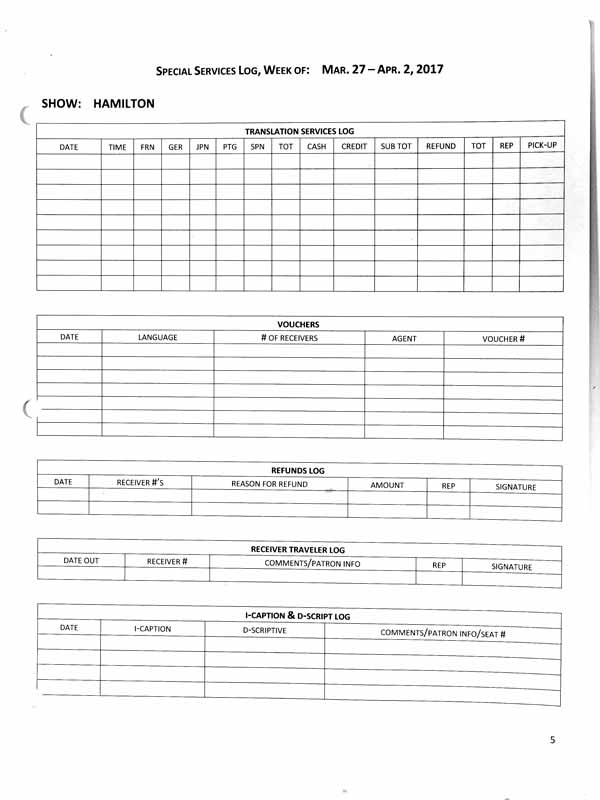 SPECIAL SERVICES LOG, WEEK OF: MAR. 27 – APR. 2, 2017
SHOW: HAMILTON
TRANSLATION SERVICES LOG
DATE TIME FRN GER JPN PTG SPN TOT CASH CREDIT SUB TOT REFUND TOT REP PICK-UP
VOUCHERS
DATE LANGUAGE # OF RECEIVERS AGENT VOUCHER #
REFUNDS LOG
DATE RECEIVER #'S REASON FOR REFUND AMOUNT REP SIGNATURE
RECEIVER TRAVELER LOG
DATE OUT RECEIVER # COMMENTS/PATRON INFO REP SIGNATURE
I-CAPTION & D-SCRIPT LOG
DATE I-CAPTION D-SCRIPTIVE COMMENTS/PATRON INFO/SEAT #
5